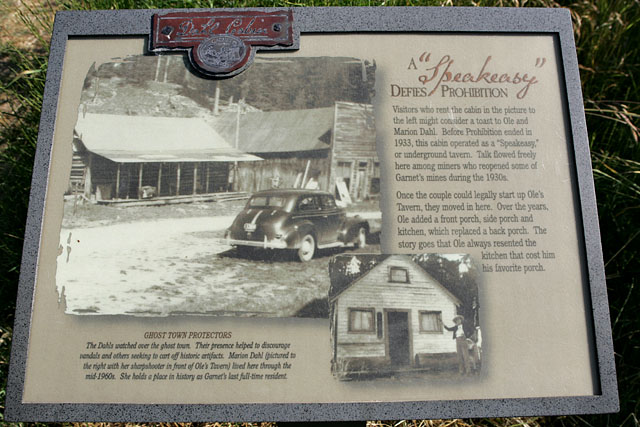 Dahl Cabin
A "Speakeasy"
DEFIES PROHIBITION
Visitors who rent the cabin in the picture to
the left might consider a toast to Ole and
Marion Dahl. Before Prohibition ended in
1933, this cabin operated as a "Speakeasy,"
or underground tavern. Talk flowed freely
here among miners who reopened some of
Garnet's mines during the 1930s.
Once the couple could legally start up Ole's
Tavern, they moved in here. Over the years,
Ole added a front porch, side porch and
kitchen, which replaced a back porch. The
story goes that Ole always resented the
kitchen that cost him
his favorite porch.
GHOST TOWN PROTECTORS
The Dahls watched over the ghost town. Their presence helped to discourage
vandals and others seeking to cart off historic artifacts. Marion Dahl (pictured to
the right with her sharpshooter in front of Ole's Tavern) lived here through the
mid-1960s. She holds a place in history as Garnet's last full-time resident.